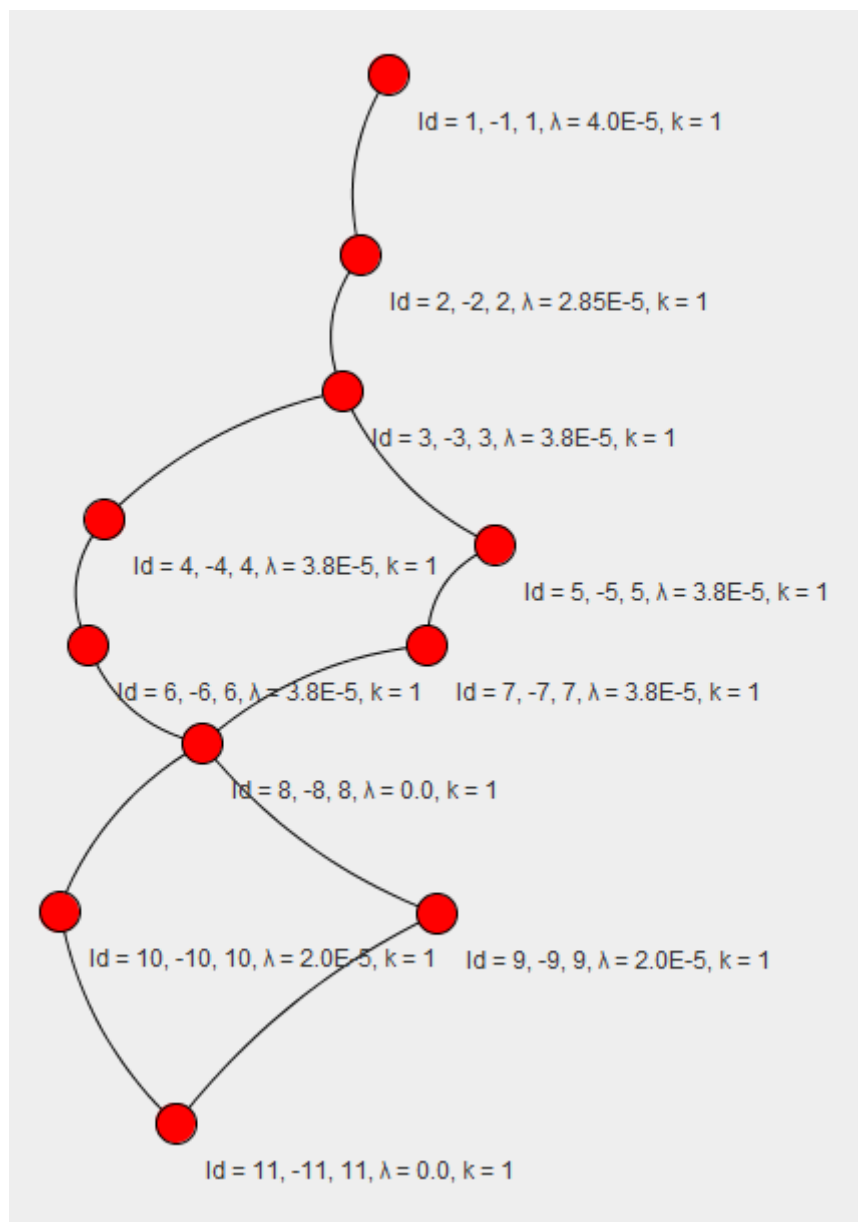 Id = 1, -1, 1, λ = 4.0E-5, k = 1
Id = 2, -2, 2, λ = 2.85E-5, k = 1
Id = 3, -3, 3, λ = 3.8E-5, k = 1
Id = 4, -4, 4, λ = 3.8E-5, k = 1
Id = 5, -5, 5, λ = 3.8E-5, k = 1
Id = 6, -6, 6, λ = 3.8E-5, k = 1
Id = 7, -7, 7, λ = 3.8E-5, k = 1
Id = 8, -8, 8, λ = 0.0, k = 1
Id = 10, -10, 10, λ = 2.0E-5, k = 1
Id = 9, -9, 9, λ = 2.0E-5, k = 1
Id = 11, -11, 11, λ = 0.0, k = 1